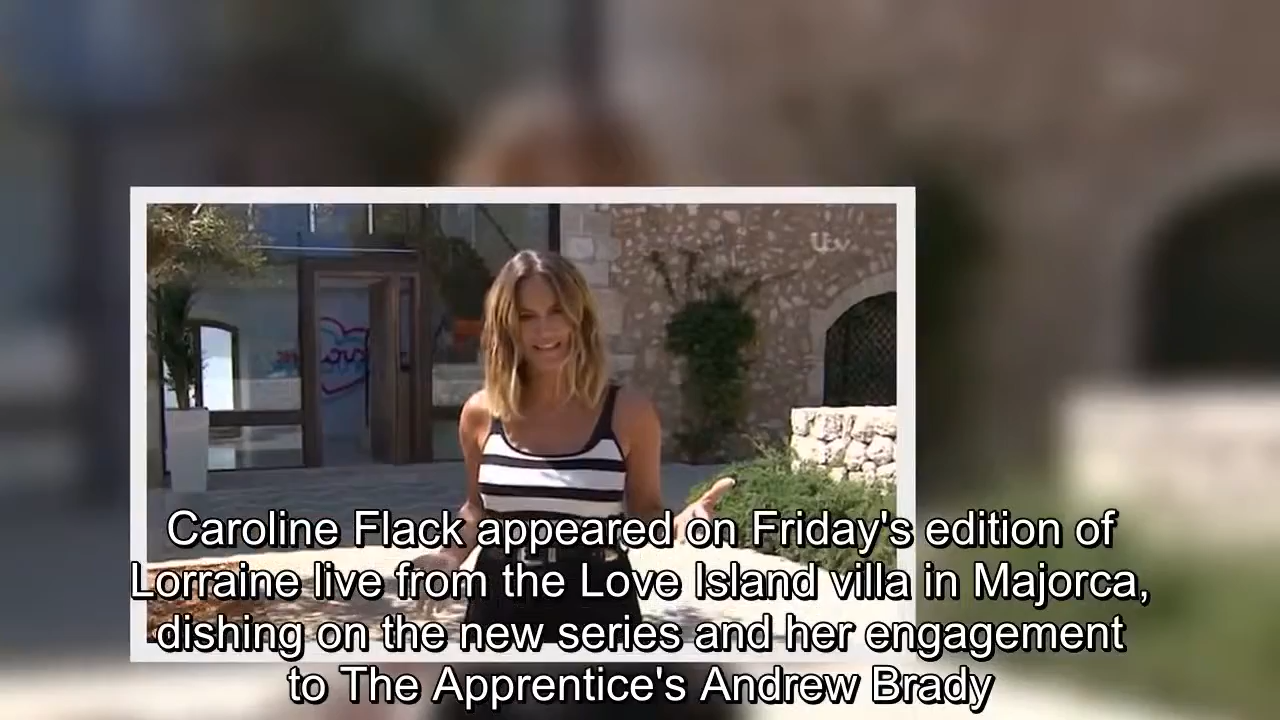 itv
Caroline Flack appeared on Friday's edition of
Lorraine live from the Love Island villa in Majorca,
dishing on the new series and her engagement
to The Apprentice's Andrew Brady